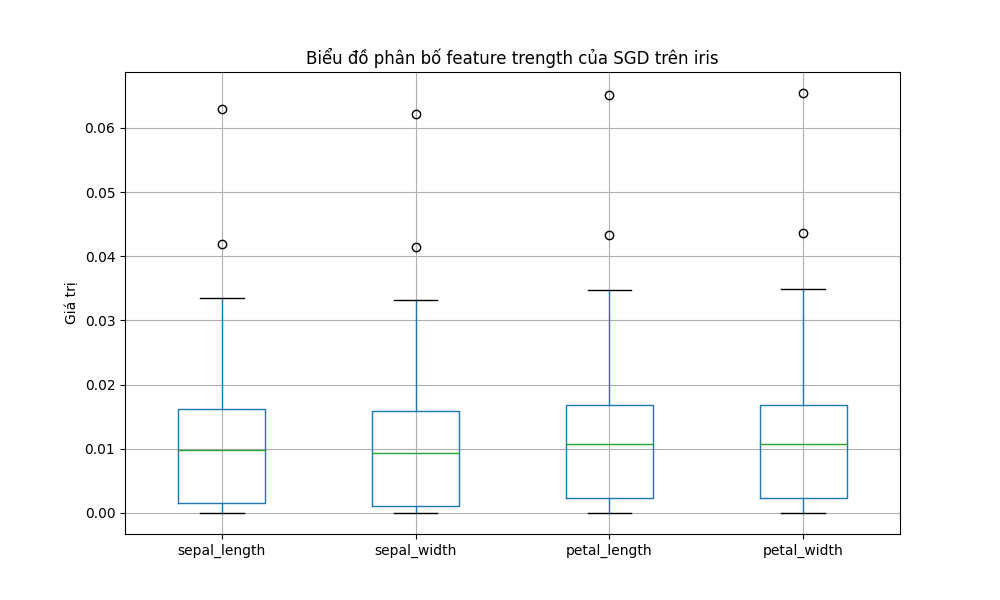 Biểu đồ phân bố feature trength của SGD trên iris
Giá trị
0.06
0.05
0.04
0.03
0.02
0.01
0.00
sepal_length
sepal_width
petal_length
petal_width